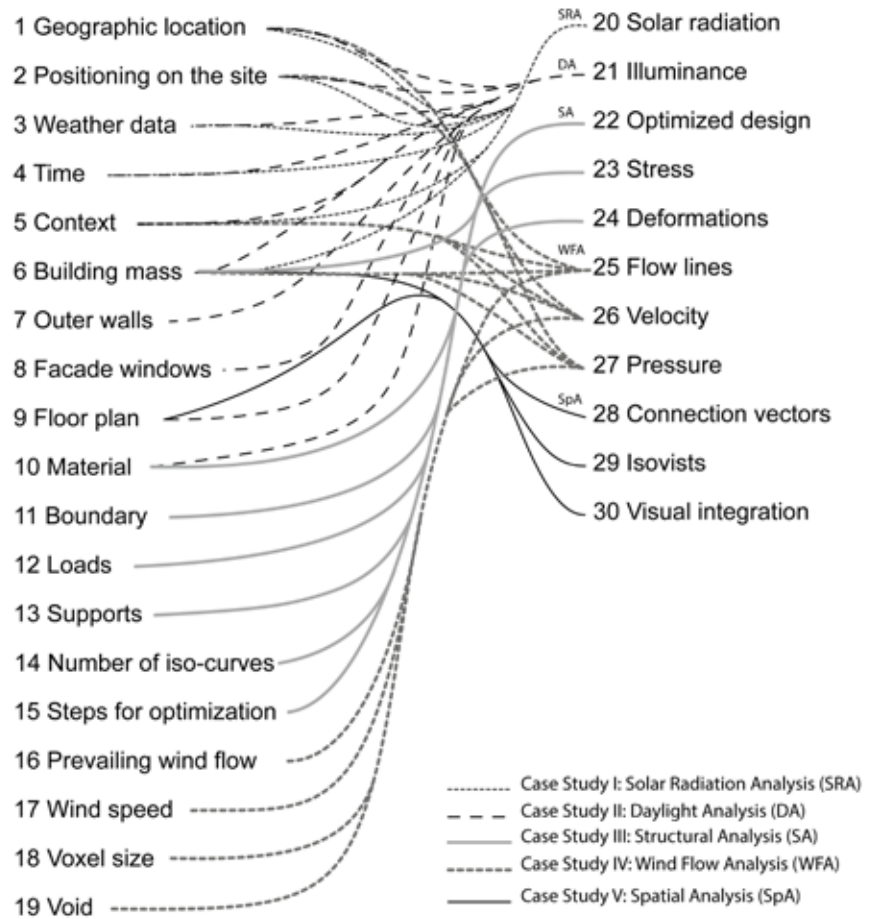 1 Geographic location
2 Positioning on the site
3 Weather data
4 Time
5 Context
6 Building mass
7 Outer walls
8 Facade windows
9 Floor plan
10 Material
11 Boundary
12 Loads
13 Supports
14 Number of iso-curves
15 Steps for optimization
16 Prevailing wind flow
17 Wind speed
18 Voxel size
19 Void
SRA
20 Solar radiation
DA
21 Illuminance
SA
22 Optimized design
23 Stress
24 Deformations
WFA
25 Flow lines
26 Velocity
27 Pressure
SpA
28 Connection vectors
29 Isovists
30 Visual integration
Case Study I: Solar Radiation Analysis (SRA)
Case Study II: Daylight Analysis (DA)
Case Study III: Structural Analysis (SA)
Case Study IV: Wind Flow Analysis (WFA)
Case Study V: Spatial Analysis (SpA)